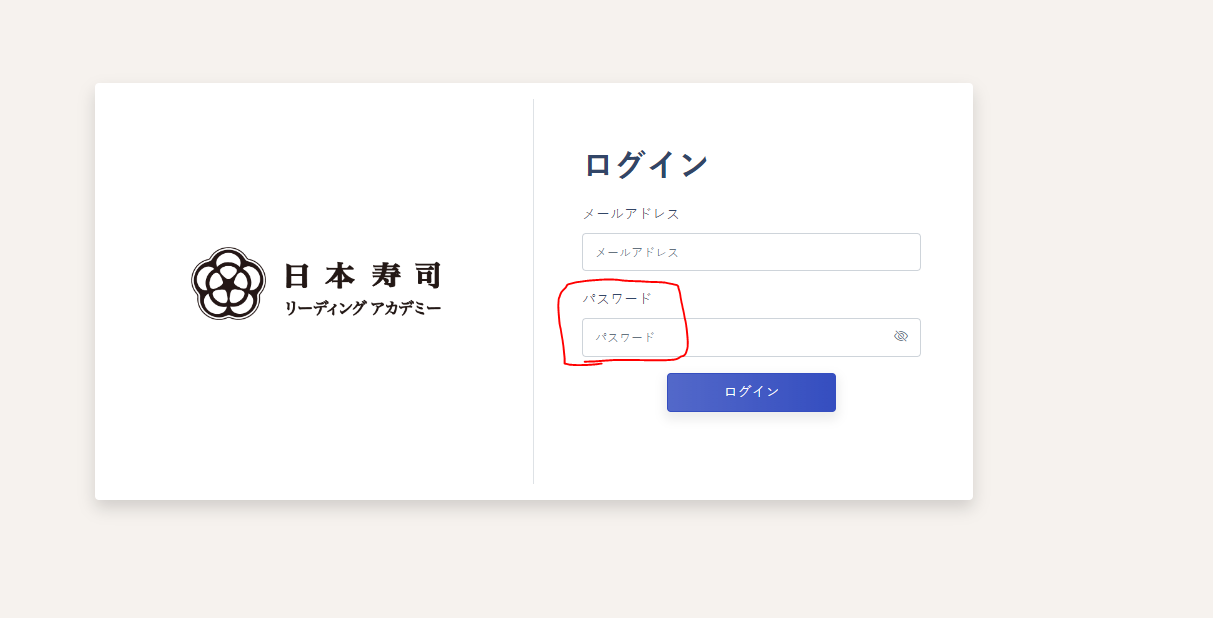 日本寿司
リーディング アカデミー
ログイン
メールアドレス
メールアドレス
パスワード
パスワード
ログイン